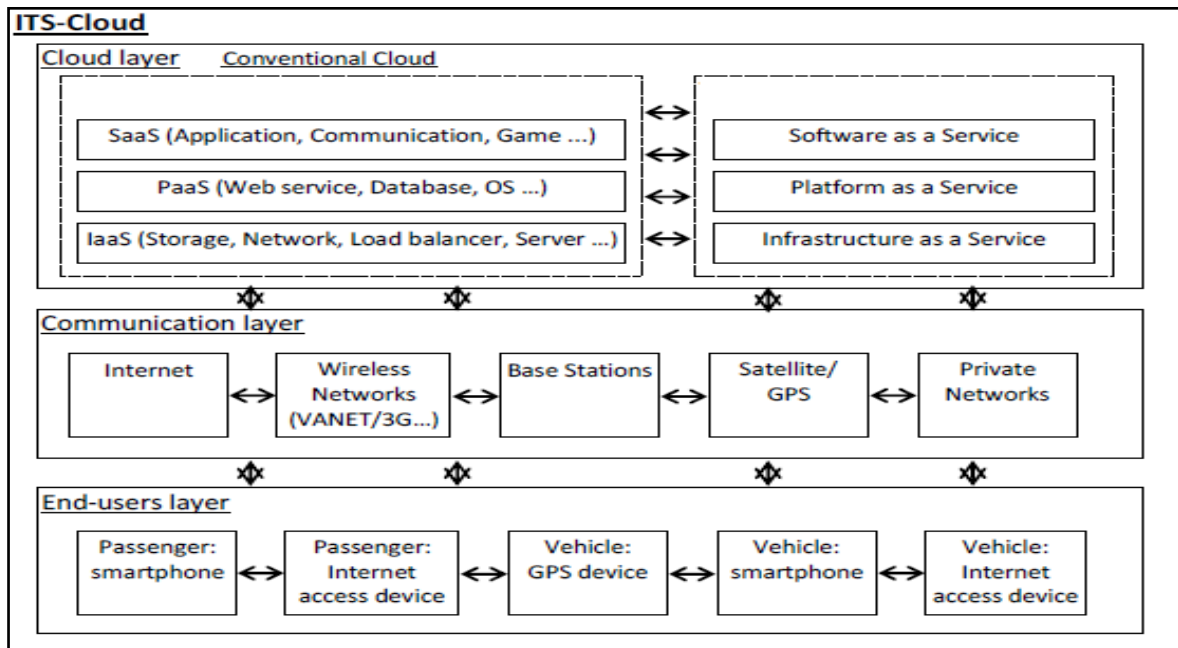 ITS-Cloud
Cloud layer
Conventional Cloud
SaaS (Application, Communication, Game ...)
PaaS (Web service, Database, OS ...)
IaaS (Storage, Network, Load balancer, Server ...)
Software as a Service
Platform as a Service
Infrastructure as a Service
Communication layer
Internet
Wireless
Networks
(VANET/3G...)
Base Stations
Satellite/
GPS
Private
Networks
End-users layer
Passenger:
smartphone
Passenger:
Internet
access device
Vehicle:
GPS device
Vehicle:
smartphone
Vehicle:
Internet
access device